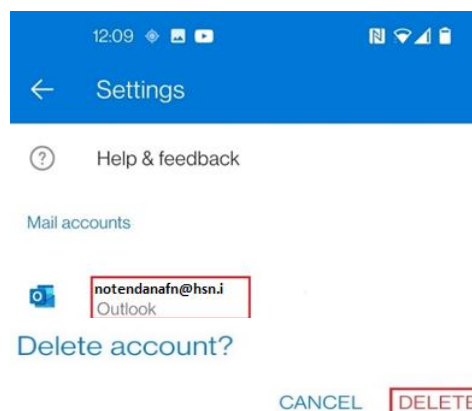 12:09
Settings
Help & feedback
Mail accounts
notendanafn@hsn.i
Outlook
Delete account?
CANCEL DELETE